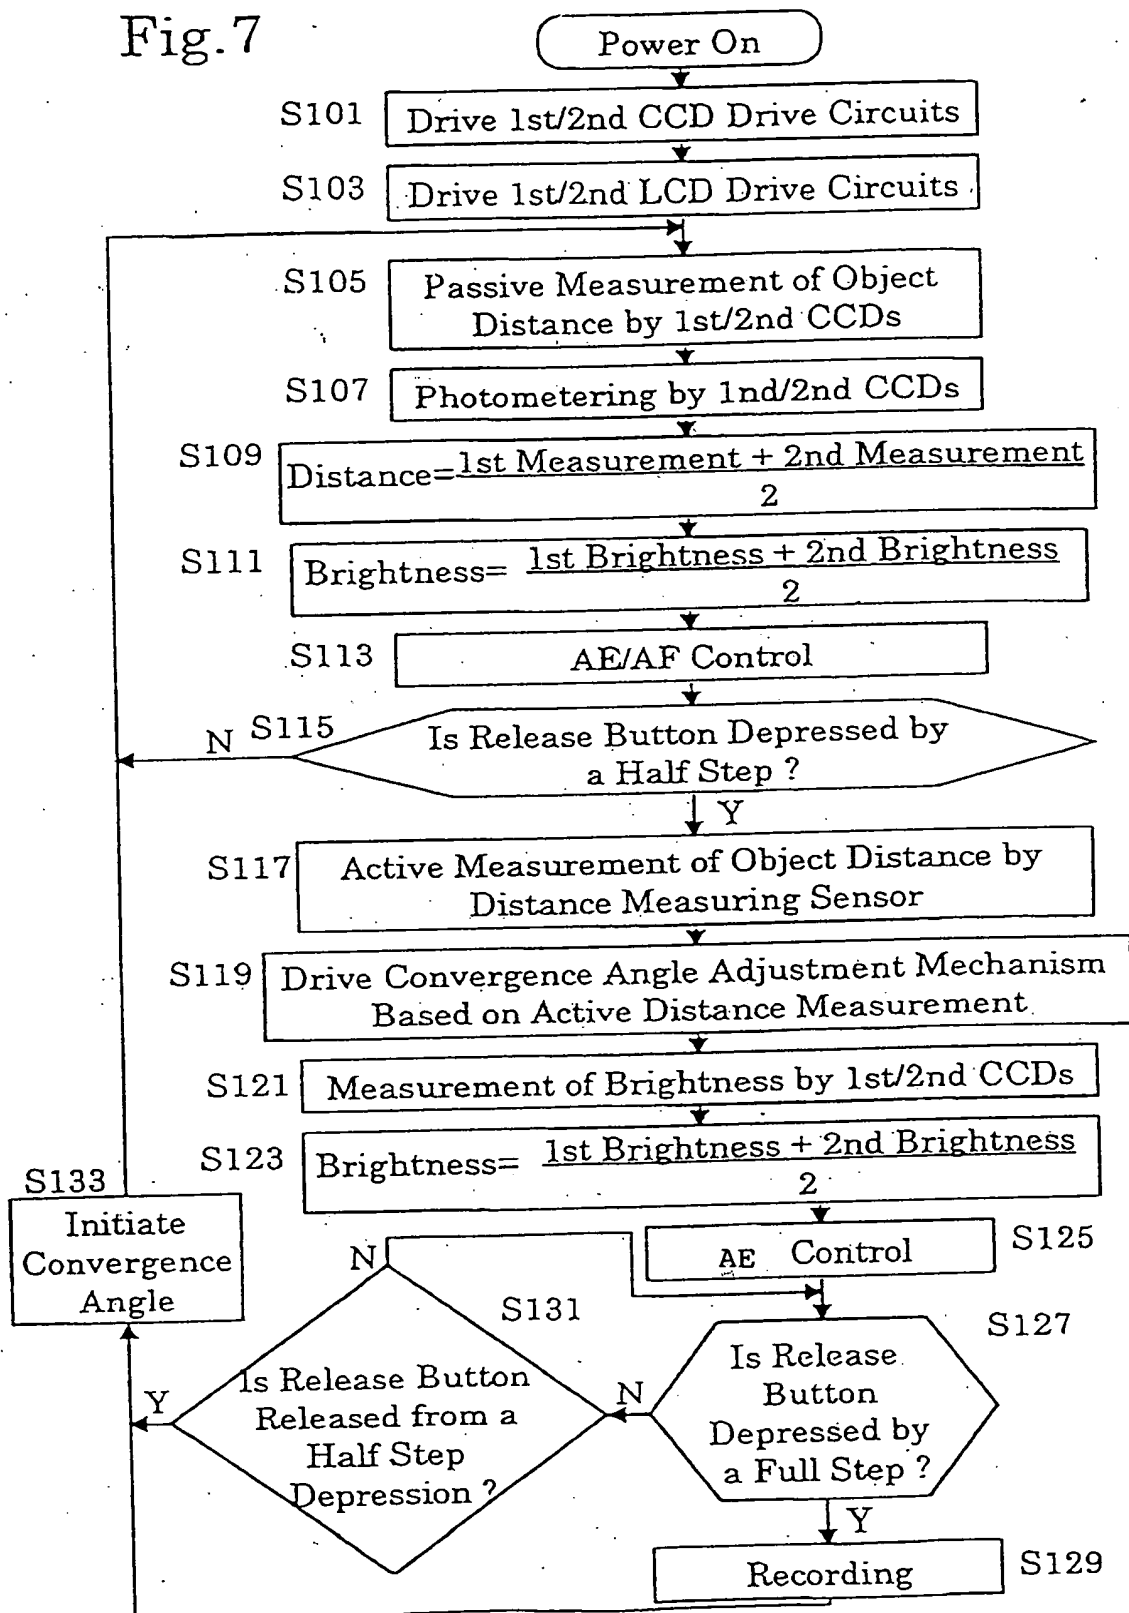 Fig.7
Power On
S101
Drive 1st/2nd CCD Drive Circuits
S103
Drive 1st/2nd LCD Drive Circuits
S105
Passive Measurement of Object
Distance by 1st/2nd CCDs
S107
Photometering by 1nd/2nd CCDs
S109
Distance= 1st Measurement + 2nd Measurement
2
S111
Brightness= 1st Brightness + 2nd Brightness
2
S113
AE/AF Control
S115
N
Is Release Button Depressed by
a Half Step ?
Y
S117
Active Measurement of Object Distance by
Distance Measuring Sensor
S119
Drive Convergence Angle Adjustment Mechanism
Based on Active Distance Measurement
S121
Measurement of Brightness by 1st/2nd CCDs
S123
Brightness= 1st Brightness + 2nd Brightness
2
S133
Initiate
Convergence
Angle
S125
AE Control
N
S131
Is Release Button
Released from a
Half Step
Depression ?
Y
S127
Is Release
Button
Depressed by
a Full Step ?
N
Y
S129
Recording